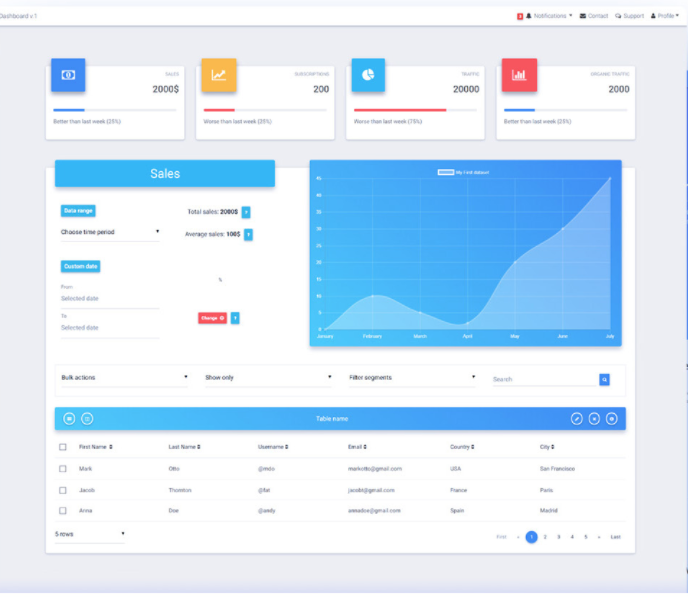 Dashboard v.1
Notifications Contact Support Profile
SALES
2000$
Better than last week (25%)
SUBSCRIPTIONS
200
Worse than last week (25%)
TRAFFIC
20000
Worse than last week (75%)
ORGANIC TRAFFIC
2000
Better than last week (25%)
Sales
Data range
Choose time period
Total sales: 2000$ ?
Average sales: 100$ ?
Custom date
From
Selected date
To
Selected date
%
Change ?
My First dataset
45
40
35
30
25
20
15
10
5
0
January February March April May June July
Bulk actions Show only Filter segments Search
Table name
First Name Last Name Username Email Country City
Mark Otto @mdo markotto@gmail.com USA San Francisco
Jacob Thornton @fat jacobt@gmail.com France Paris
Anna Doe @andy annadoe@gmail.com Spain Madrid
5 rows
First « 1 2 3 4 5 » Last